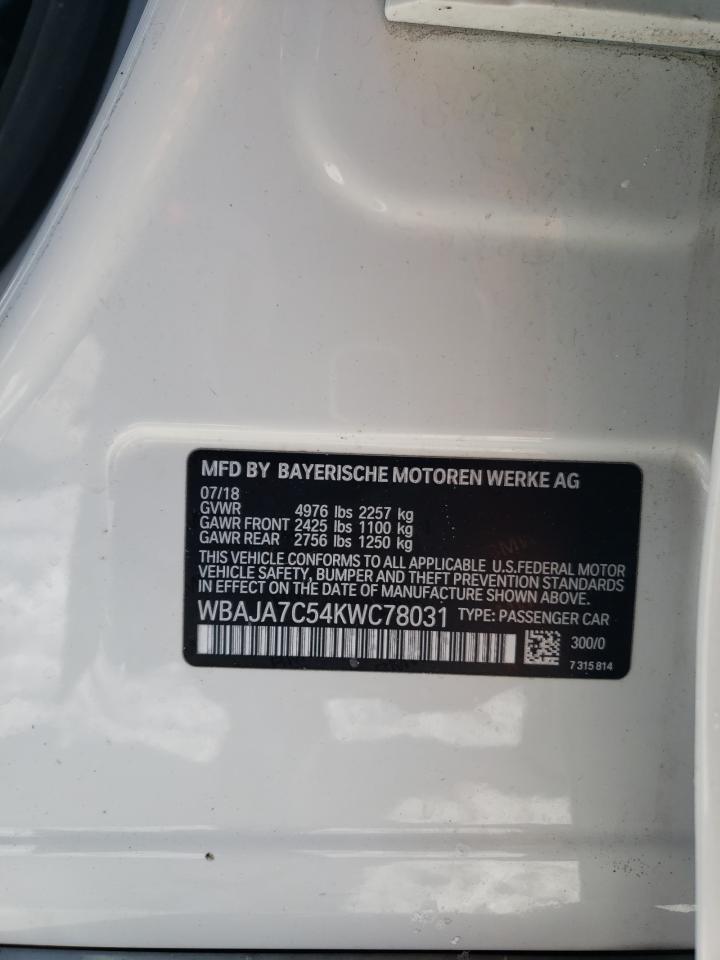 MFD BY BAYERISCHE MOTOREN WERKE AG
07/18
GVWR 4976 lbs 2257 kg
GAWR FRONT 2425 lbs 1100 kg
GAWR REAR 2756 lbs 1250 kg
THIS VEHICLE CONFORMS TO ALL APPLICABLE U.S.FEDERAL MOTOR
VEHICLE SAFETY, BUMPER AND THEFT PREVENTION STANDARDS
IN EFFECT ON THE DATE OF MANUFACTURE SHOWN ABOVE.
WBAJA7C54KWC78031 TYPE: PASSENGER CAR
300/0
7 315 814